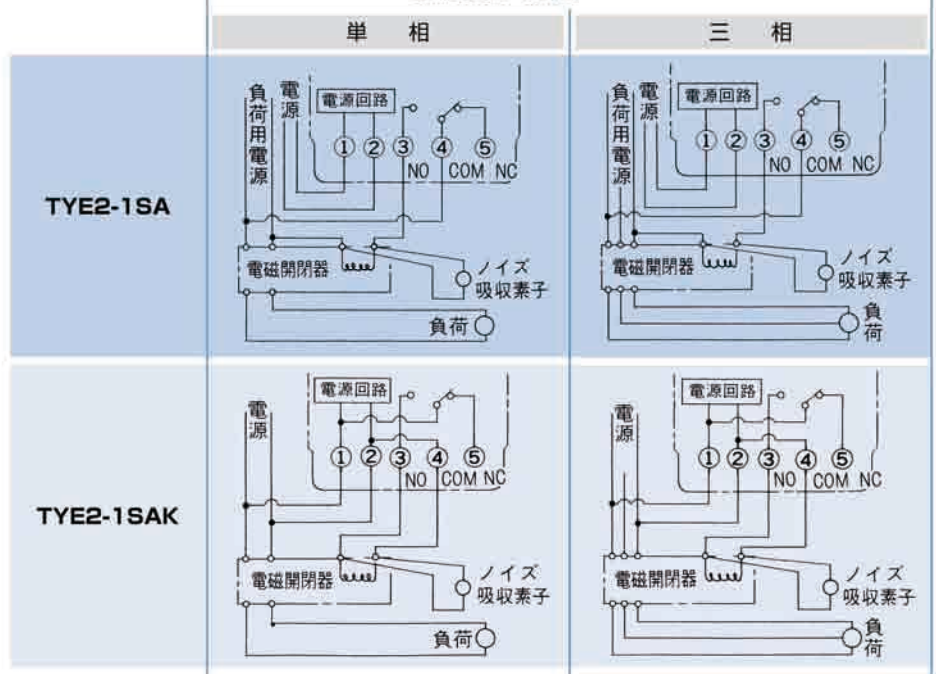 単 相
三 相
TYE2-1SA
負荷用電源
電源
電源回路
① ② ③ ④ ⑤
NO COM NC
電磁開閉器
ノイズ
吸収素子
負荷
負荷用電源
電源
電源回路
① ② ③ ④ ⑤
NO COM NC
電磁開閉器
ノイズ
吸収素子
負荷
TYE2-1SAK
電源
電源回路
① ② ③ ④ ⑤
NO COM NC
電磁開閉器
ノイズ
吸収素子
負荷
電源
電源回路
① ② ③ ④ ⑤
NO COM NC
電磁開閉器
ノイズ
吸収素子
負荷